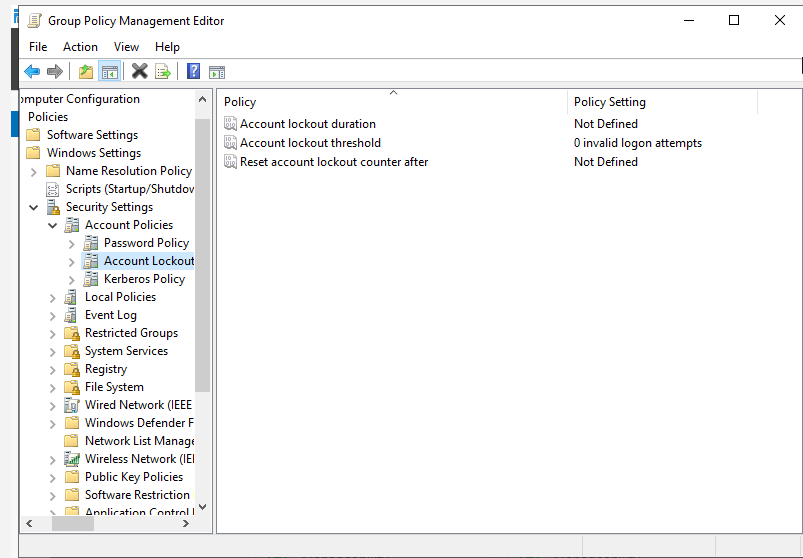 Group Policy Management Editor
File Action View Help
omputer Configuration
Policies
Software Settings
Windows Settings
Name Resolution Policy
Scripts (Startup/Shutdov
Security Settings
Account Policies
Password Policy
Account Lockout
Kerberos Policy
Local Policies
Event Log
Restricted Groups
System Services
Registry
File System
Wired Network (IEEE
Windows Defender F
Network List Manage
Wireless Network (IEI
Public Key Policies
Software Restriction
Application Control
Policy Policy Setting
Account lockout duration Not Defined
Account lockout threshold 0 invalid logon attempts
Reset account lockout counter after Not Defined